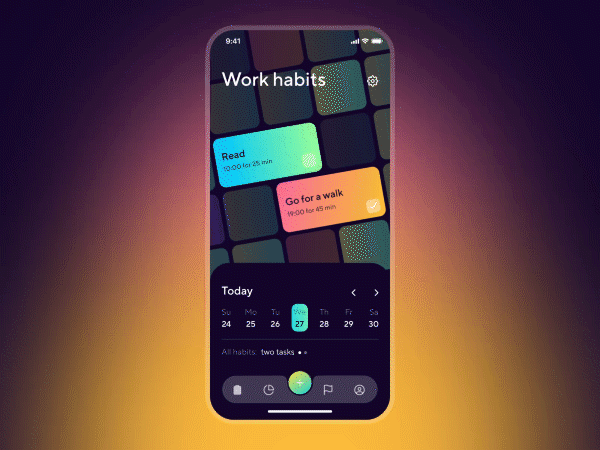 9:41
Work habits
Read
10:00 for 25 min
Go for a walk
19:00 for 45 min
Today
Su Mo Tu We Th Fr Sa
24 25 26 27 28 29 30
All habits: two tasks